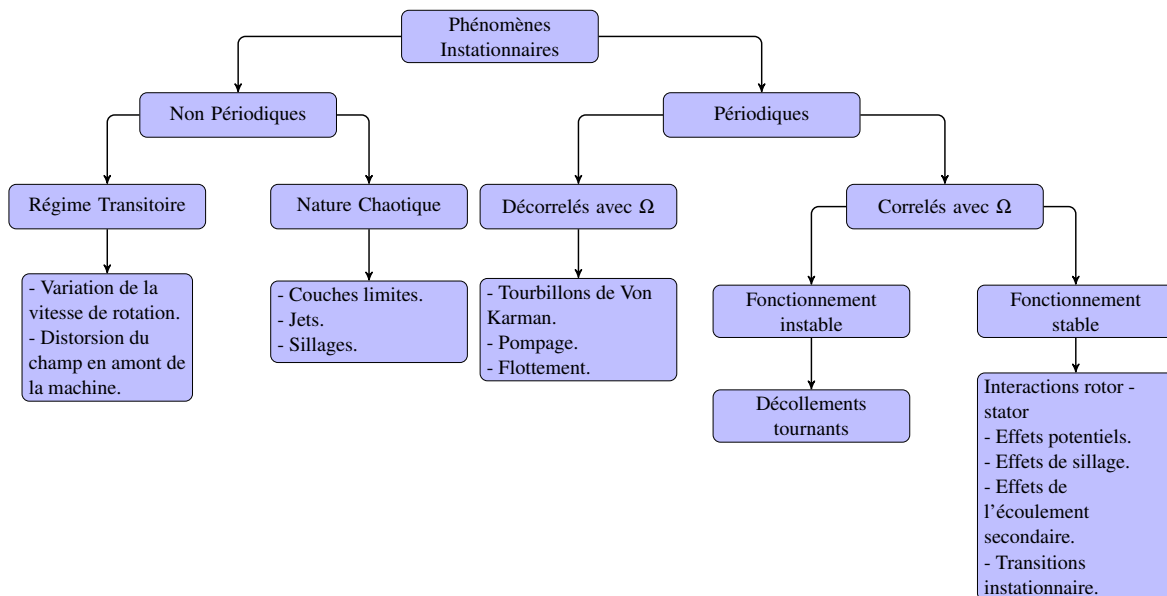 Phénomènes
Instationnaires
Non Périodiques
Périodiques
Régime Transitoire
Nature Chaotique
Décorrelés avec Ω
Correlés avec Ω
- Variation de la
vitesse de rotation.
- Distorsion du
champ en amont de
la machine.
- Couches limites.
- Jets.
- Sillages.
- Tourbillons de Von
Karman.
- Pompage.
- Flottement.
Fonctionnement
instable
Fonctionnement
stable
Décollements
tournants
Interactions rotor -
stator
- Effets potentiels.
- Effets de sillage.
- Effets de
l'écoulement
secondaire.
- Transitions
instationnaire.